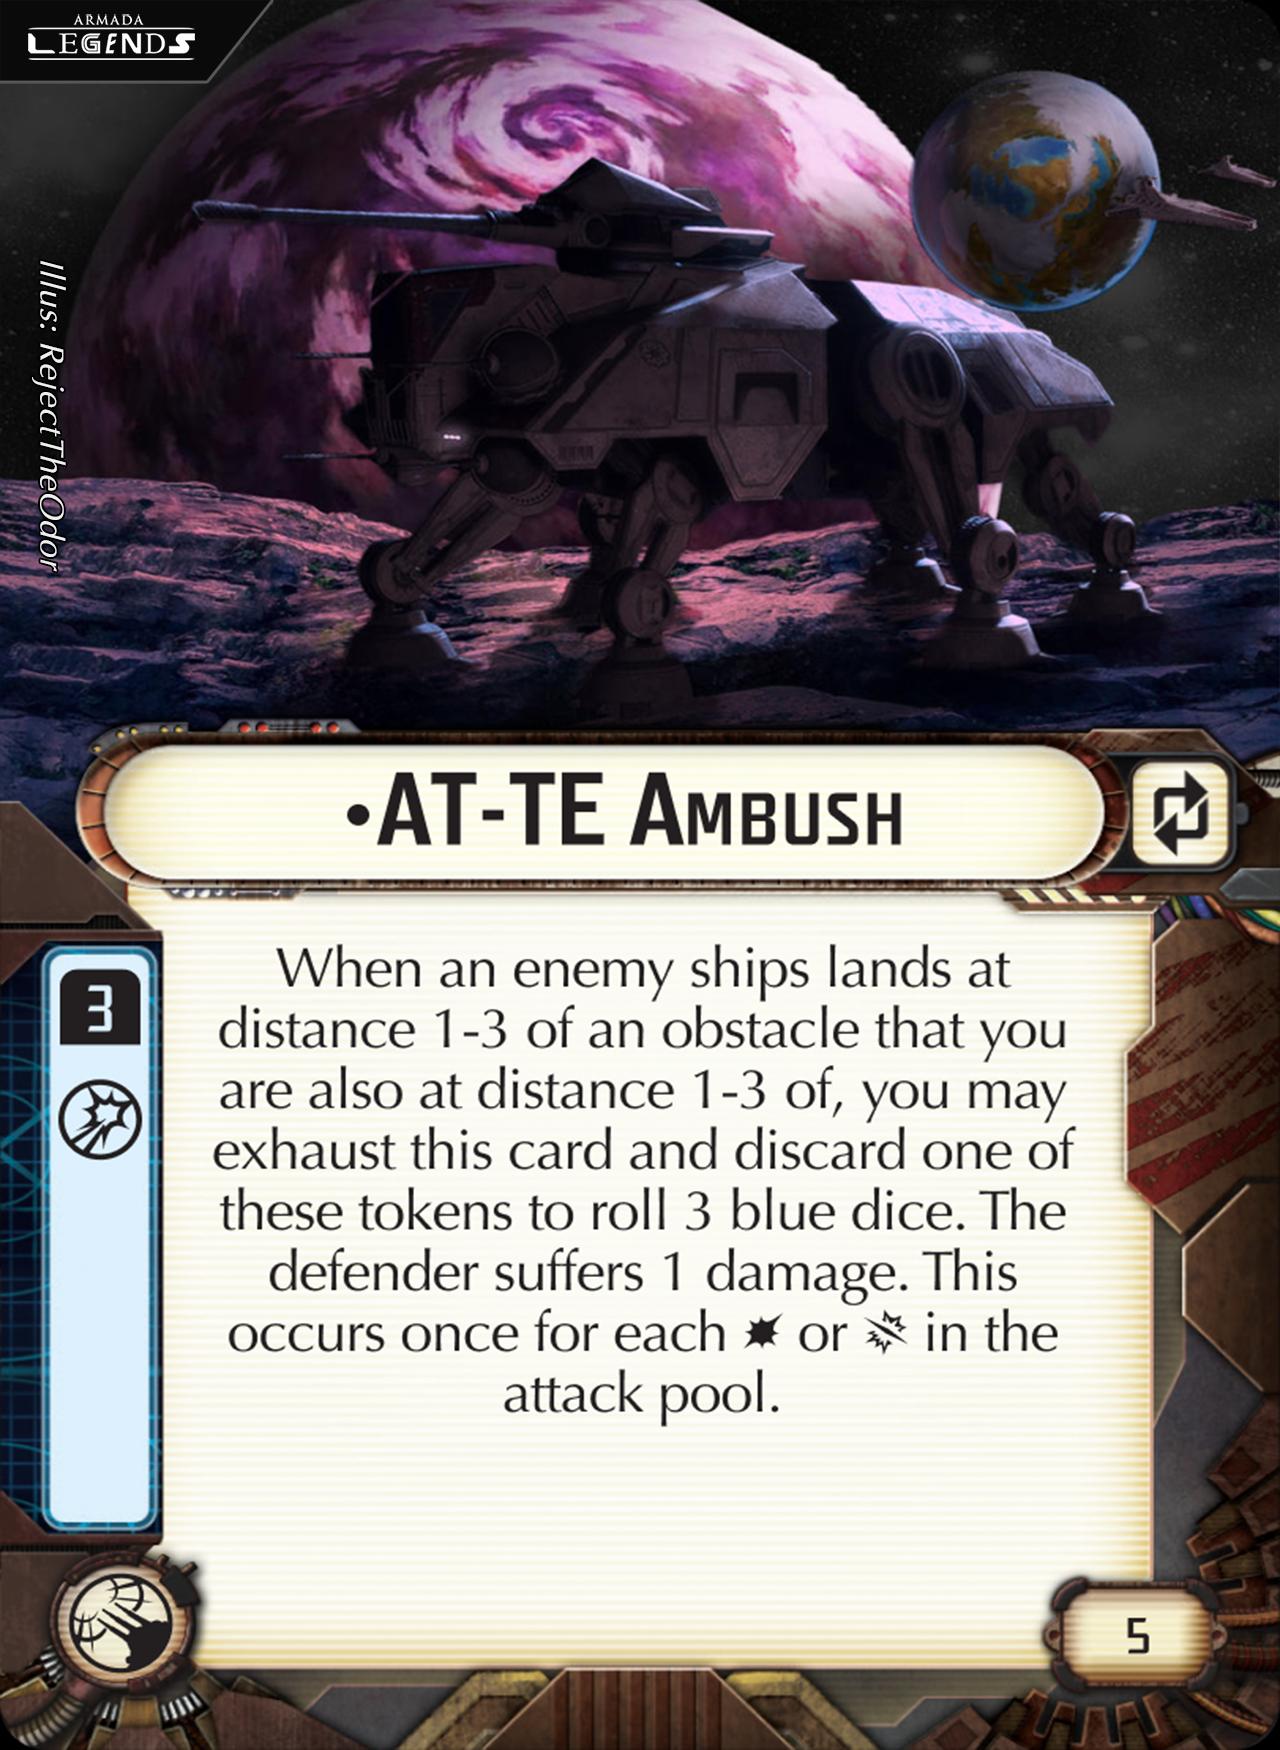 ARMADA
LEGENDS
Illus: RejectTheOdor
•AT-TE AMBUSH
3
When an enemy ships lands at
distance 1-3 of an obstacle that you
are also at distance 1-3 of, you may
exhaust this card and discard one of
these tokens to roll 3 blue dice. The
defender suffers 1 damage. This
occurs once for each or in the
attack pool.
5